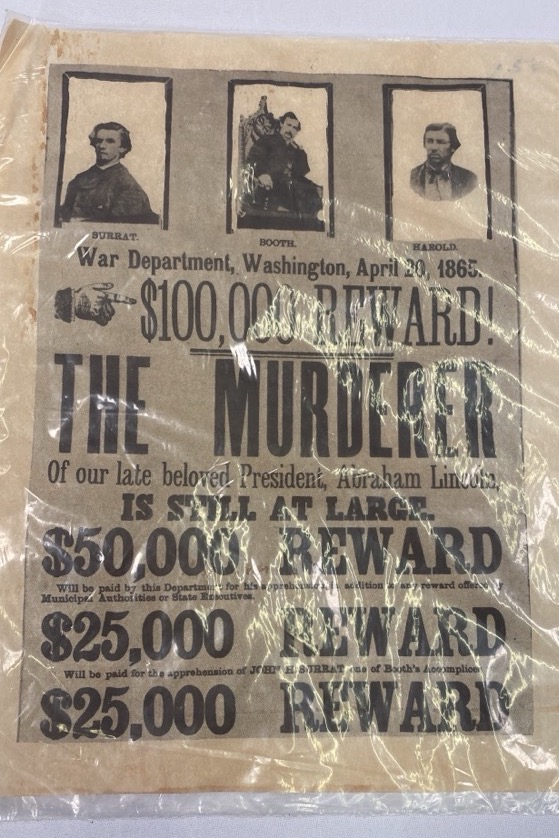 SURRAT.
BOOTH.
HAROLD.
War Department, Washington, April 20, 1865.
$100,000 REWARD!
THE MURDERER
Of our late beloved President, Abraham Lincoln,
IS STILL AT LARGE.
$50,000 REWARD
Will be paid by this Department for his apprehension, in addition to any reward offered by
Municipal Authorities or State Executives.
$25,000 REWARD
Will be paid for the apprehension of JOHN H. SURRAT, one of Booth's Accomplices.
$25,000 REWARD